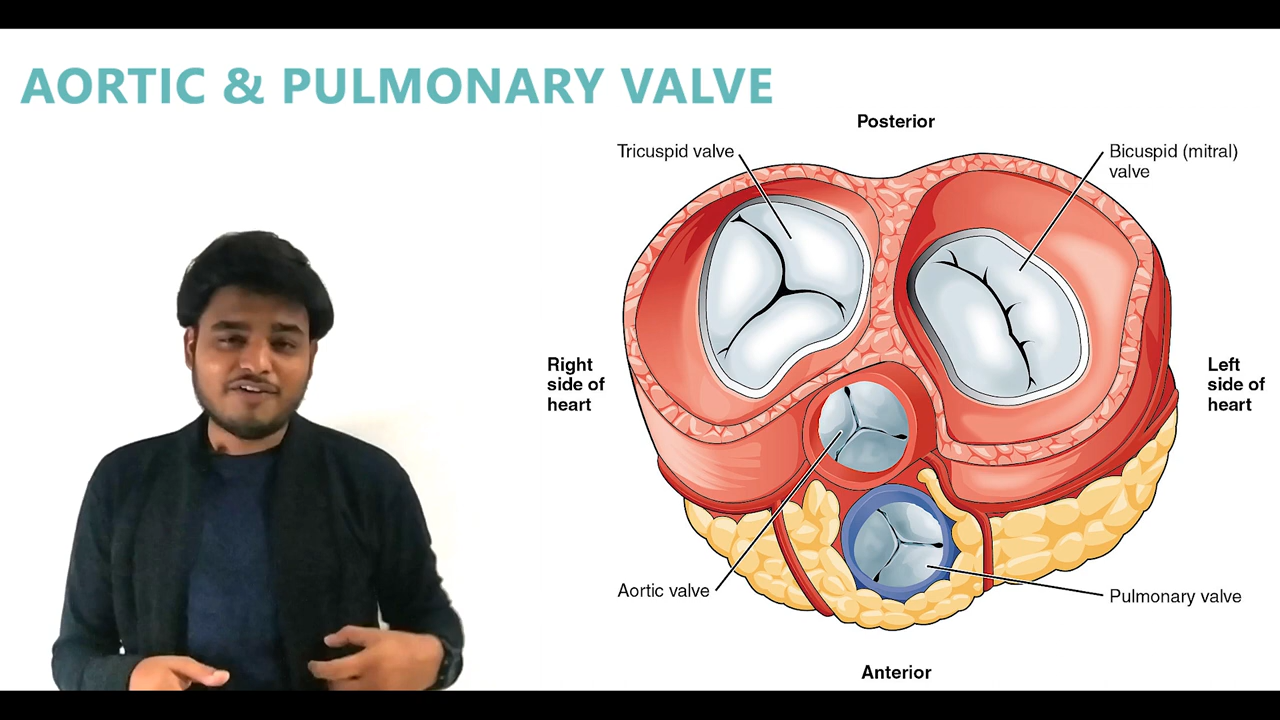 AORTIC & PULMONARY VALVE
Posterior
Tricuspid valve
Bicuspid (mitral)
valve
Right
side of
heart
Left
side of
heart
Aortic valve
Pulmonary valve
Anterior